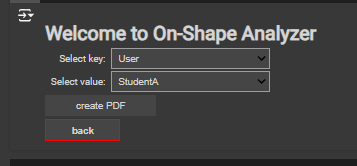 Welcome to On-Shape Analyzer
Select key: User
Select value: StudentA
create PDF
back